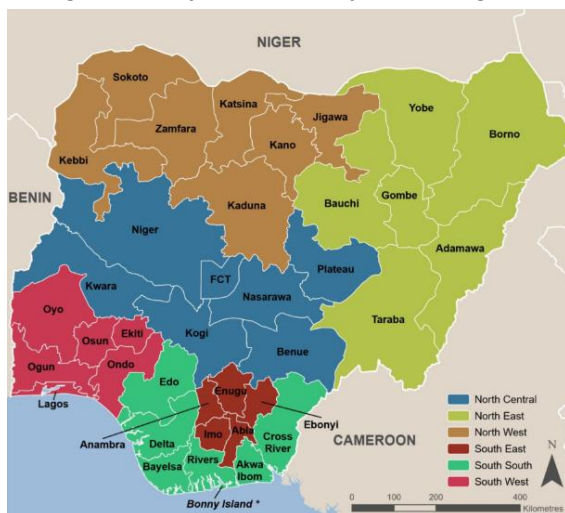 NIGER
Sokoto
Katsina
Jigawa
Yobe
Borno
Zamfara
Kano
Kebbi
BENIN
Kaduna
Bauchi
Gombe
Niger
Adamawa
Plateau
FCT
Kwara
Nasarawa
Oyo
Taraba
Ekiti
Osun
Kogi
Benue
Ogun
Ondo
Edo
Enugu
Lagos
Ebonyi
Anambra
Imo
Abia
Cross
River
CAMEROON
Delta
Bayelsa
Rivers
Akwa
Ibom
Bonny Island *
North Central
North East
North West
South East
South South
South West
N
0 100 200 400
Kilometres